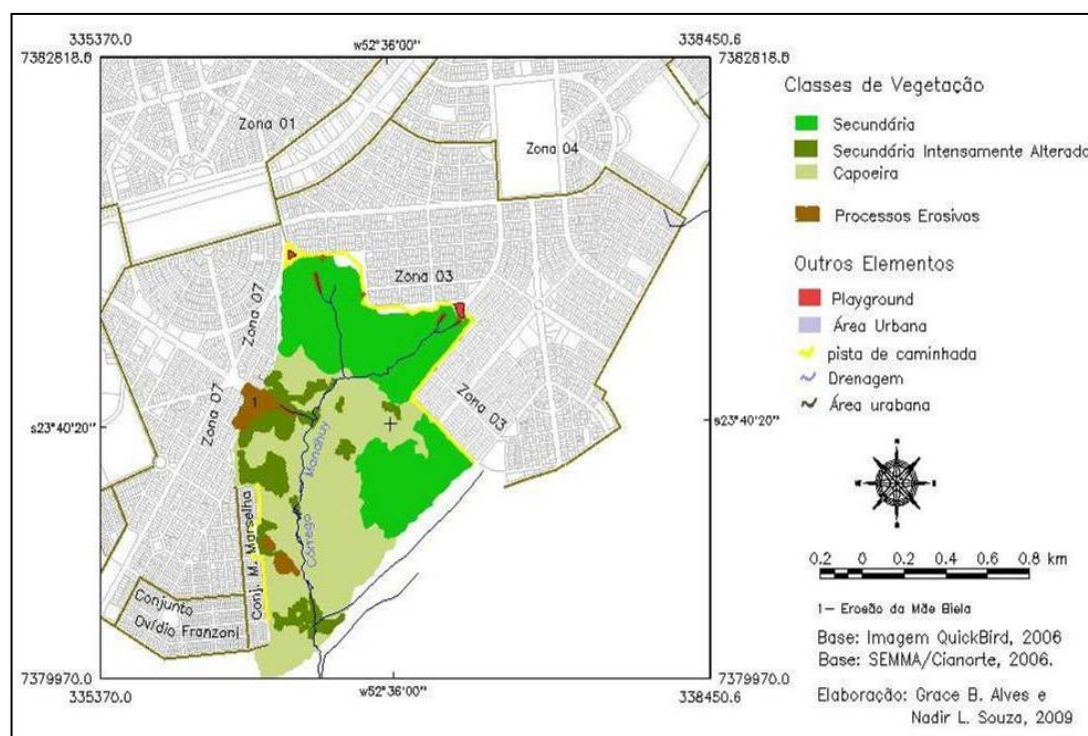 335370.0
w52°36'00"
338450.6
7382818.0
7382818.0
Zona 01
Zona 04
Zona 03
Zona 07
Zona 07
Zona 03
1
s23°40'20"
s23°40'20"
Córrego Mandhuy
Conj. M. Marselha
Conjunto
Ovídio Franzoni
7379970.0
7379970.0
335370.0
w52°36'00"
338450.6
Classes de Vegetação
Secundária
Secundária Intensamente Alterada
Capoeira
Processos Erosivos
Outros Elementos
Playground
Área Urbana
pista de caminhada
Drenagem
Área urabana
N
S
0.2 0 0.2 0.4 0.6 0.8 km
1- Erosão da Mãe Biela
Base: Imagem QuickBird, 2006
Base: SEMMA/Cianorte, 2006.
Elaboração: Grace B. Alves e
Nadir L. Souza, 2009